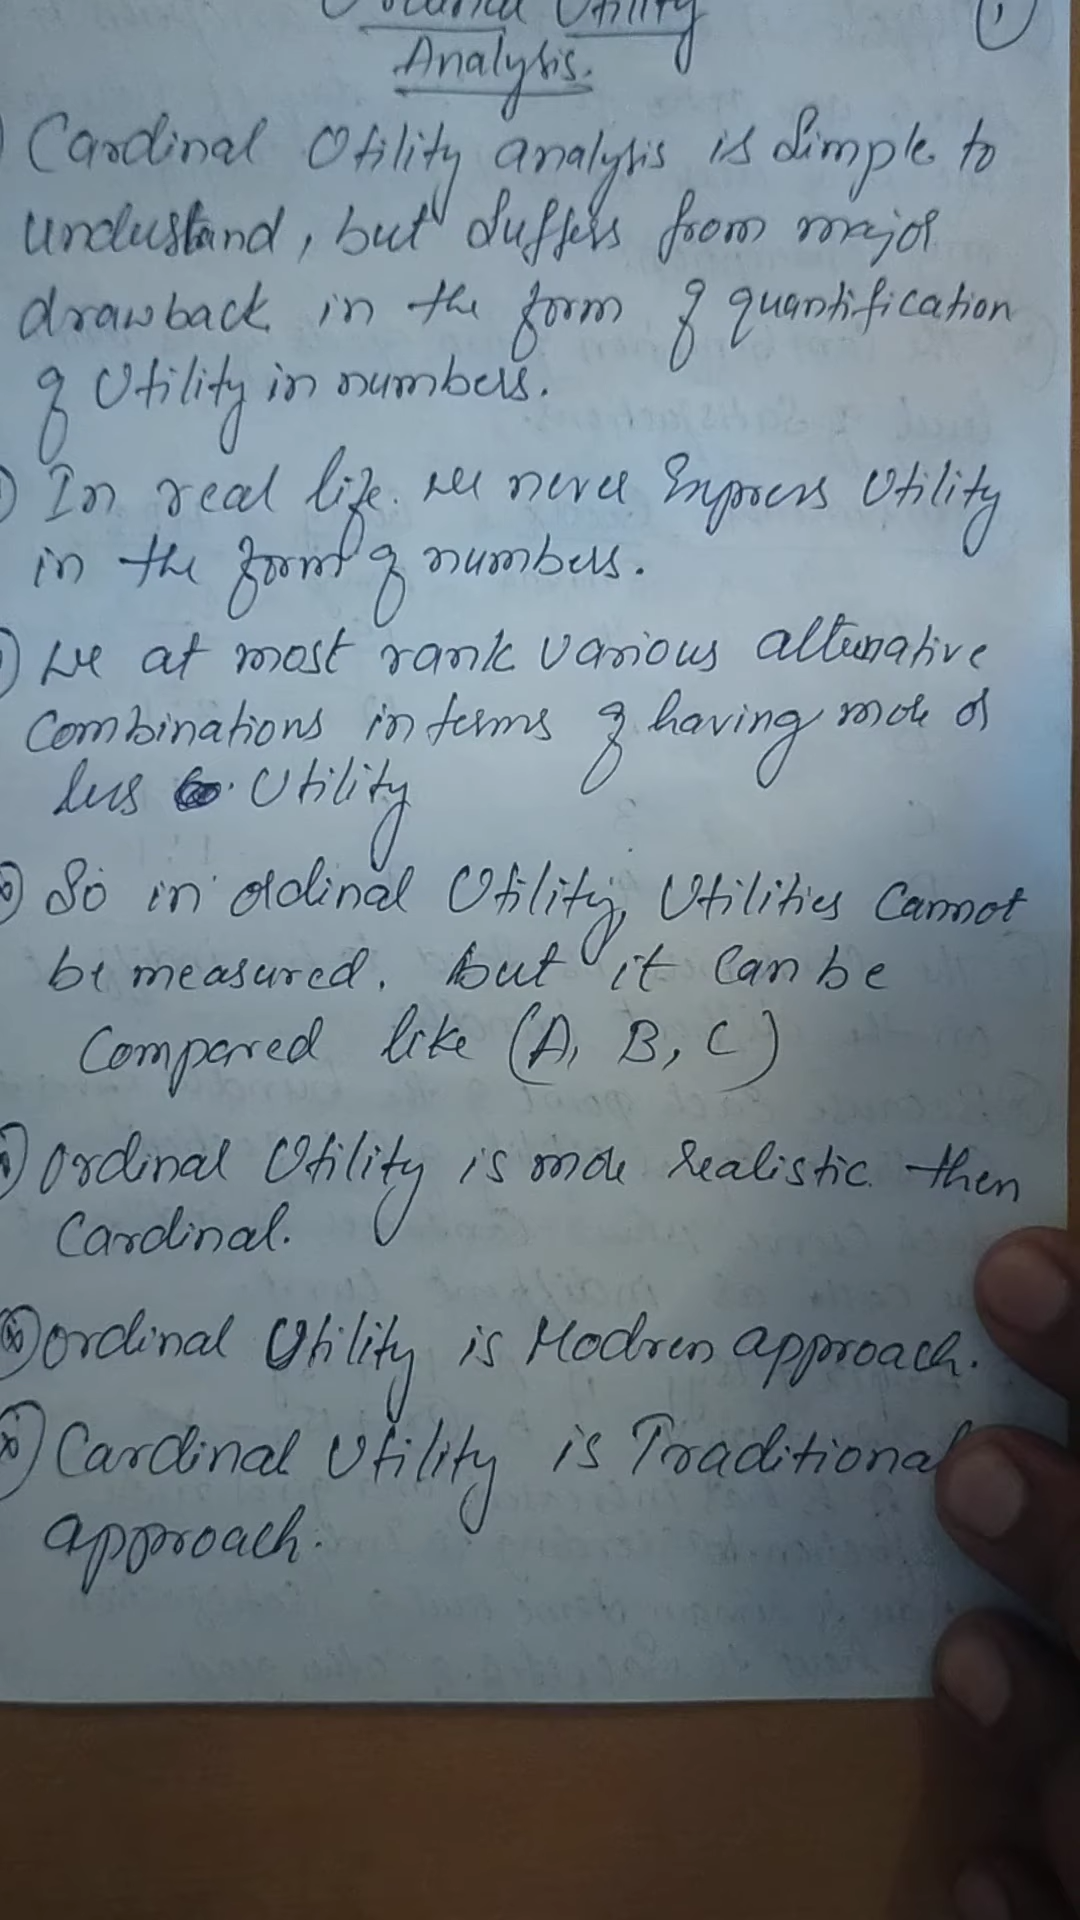 Ordinal Utility
Analysis.
Cardinal Utility analysis is simple to
understand, but suffers from major
drawback in the form of quantification
of Utility in numbers.
In real life. we never Express Utility
in the form of numbers.
we at most rank various alternative
Combinations in terms of having more or
less Utility
So in ordinal Utility, Utilities Cannot
be measured. but it Can be
Compared like (A, B, C)
Ordinal Utility is more realistic then
Cardinal.
ordinal Utility is Modren approach.
Cardinal Utility is Traditional
approach.